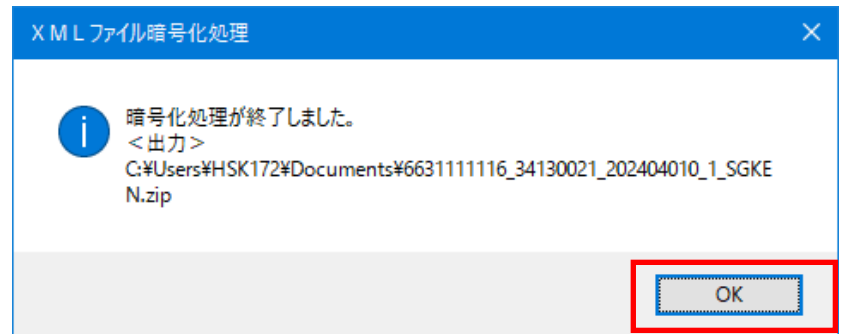 ＸＭＬファイル暗号化処理
暗号化処理が終了しました。
＜出力＞
C:¥Users¥HSK172¥Documents¥6631111116_34130021_202404010_1_SGKE
N.zip
OK